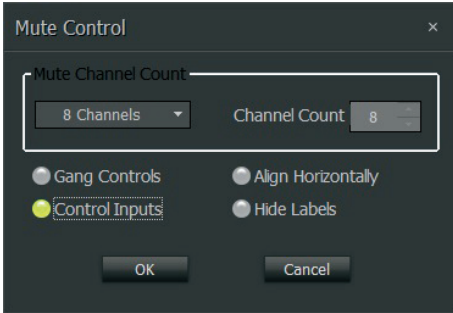 Mute Control ×
Mute Channel Count
8 Channels Channel Count 8
Gang Controls Align Horizontally
Control Inputs Hide Labels
OK Cancel